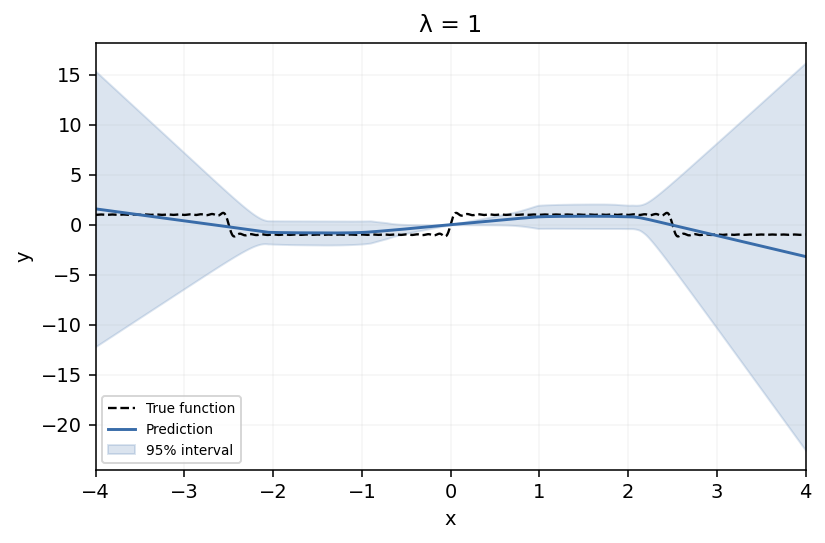 λ = 1
y
15
10
5
0
−5
−10
−15
−20
True function
Prediction
95% interval
−4 −3 −2 −1 0 1 2 3 4
x